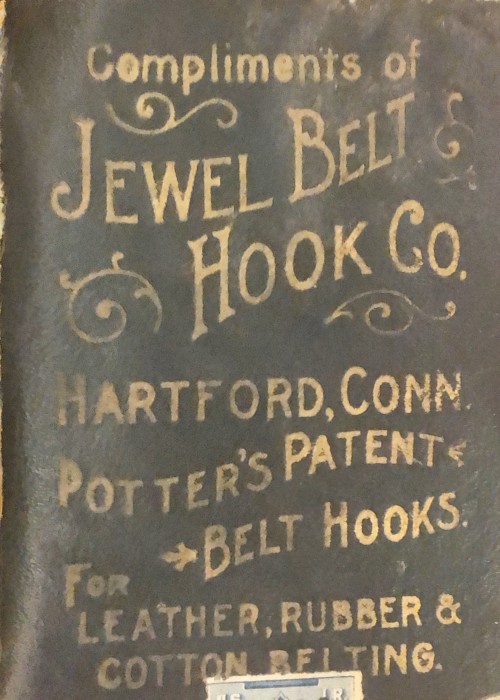 Compliments of
JEWEL BELT
HOOK CO.
HARTFORD, CONN.
POTTER'S PATENT
BELT HOOKS.
FOR
LEATHER, RUBBER &
COTTON BELTING.